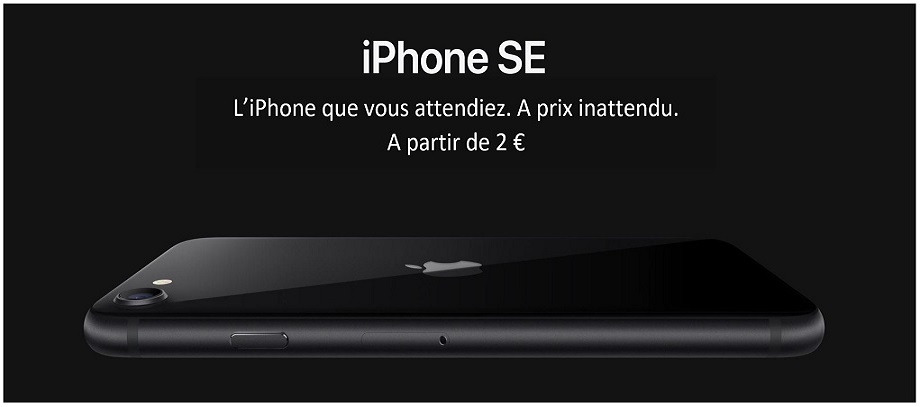 iPhone SE
L’iPhone que vous attendiez. A prix inattendu.
A partir de 2 €